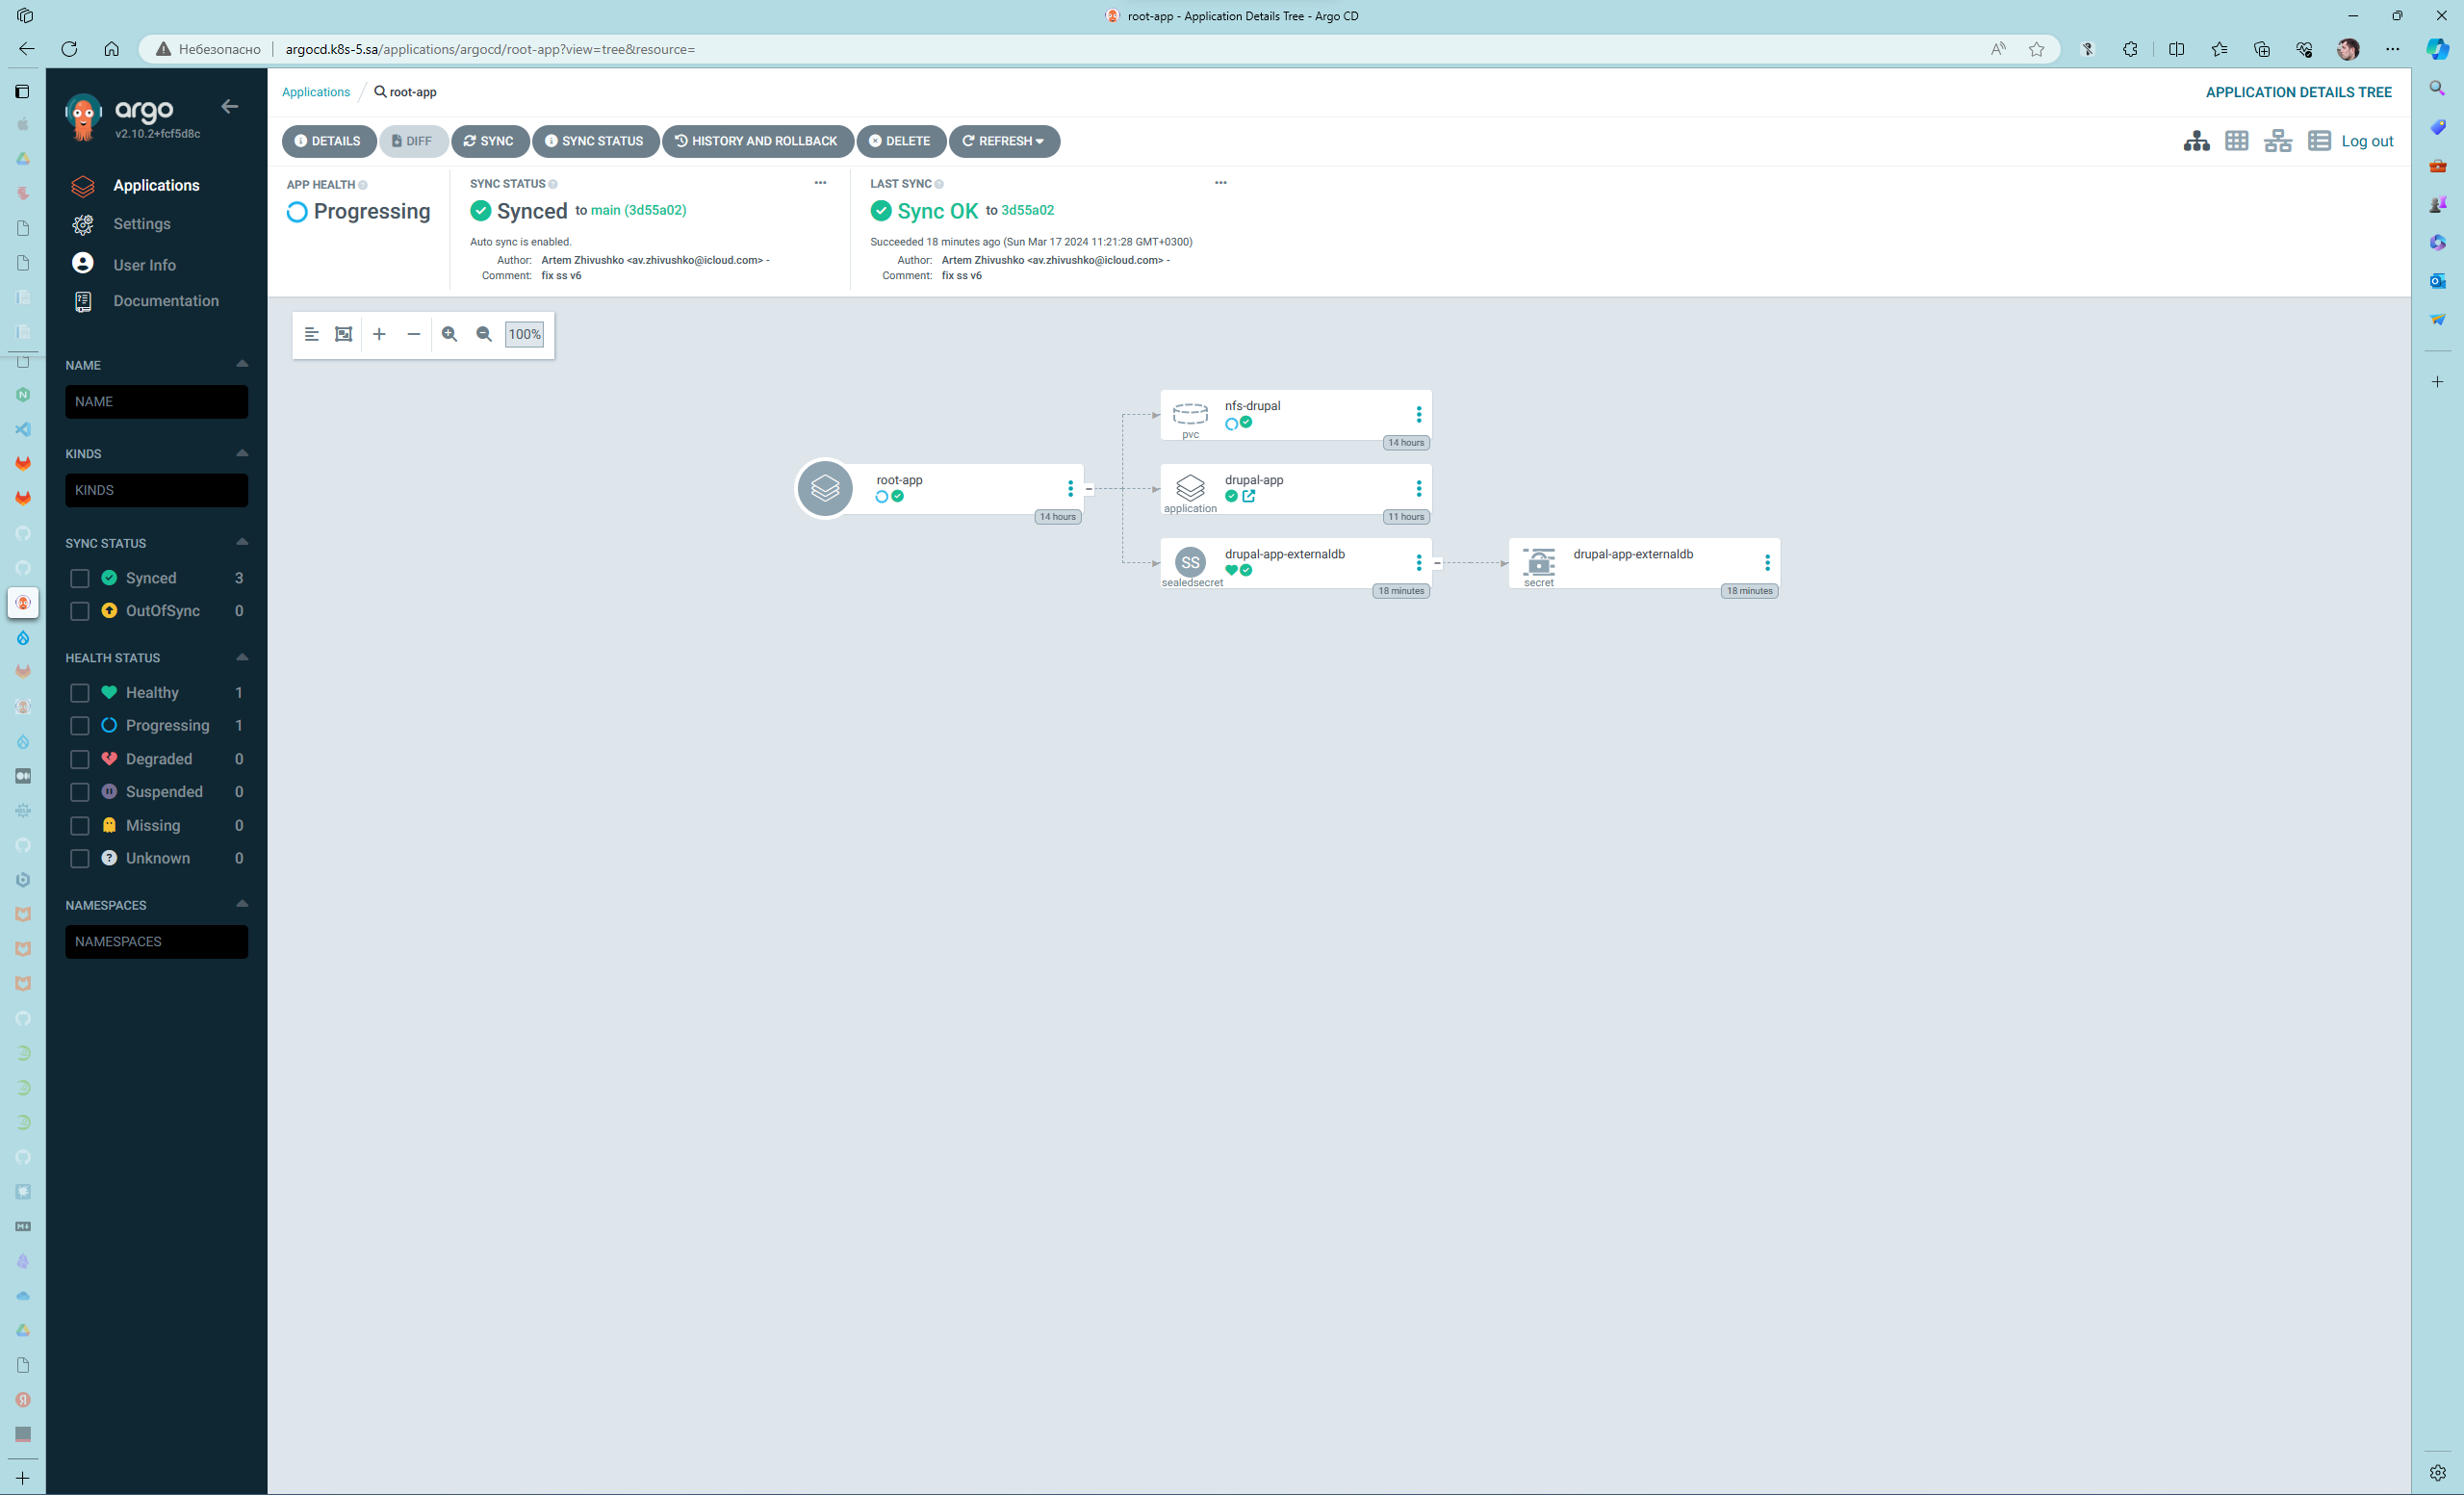 root-app - Application Details Tree - Argo CD
Небезопасно
argocd.k8s-5.sa/applications/argocd/root-app?view=tree&resource=
argo
v2.10.2+fcf5d8c
Applications
Settings
User Info
Documentation
NAME
NAME
KINDS
KINDS
SYNC STATUS
Synced 3
OutOfSync 0
HEALTH STATUS
Healthy 1
Progressing 1
Degraded 0
Suspended 0
Missing 0
Unknown 0
NAMESPACES
NAMESPACES
Applications / root-app
APPLICATION DETAILS TREE
DETAILS
DIFF
SYNC
SYNC STATUS
HISTORY AND ROLLBACK
DELETE
REFRESH
Log out
APP HEALTH
Progressing
SYNC STATUS
Synced to main (3d55a02)
Auto sync is enabled.
Author: Artem Zhivushko <av.zhivushko@icloud.com> -
Comment: fix ss v6
LAST SYNC
Sync OK to 3d55a02
Succeeded 18 minutes ago (Sun Mar 17 2024 11:21:28 GMT+0300)
Author: Artem Zhivushko <av.zhivushko@icloud.com> -
Comment: fix ss v6
100%
root-app
14 hours
nfs-drupal
pvc
14 hours
drupal-app
application
11 hours
SS
drupal-app-externaldb
sealedsecret
18 minutes
drupal-app-externaldb
secret
18 minutes